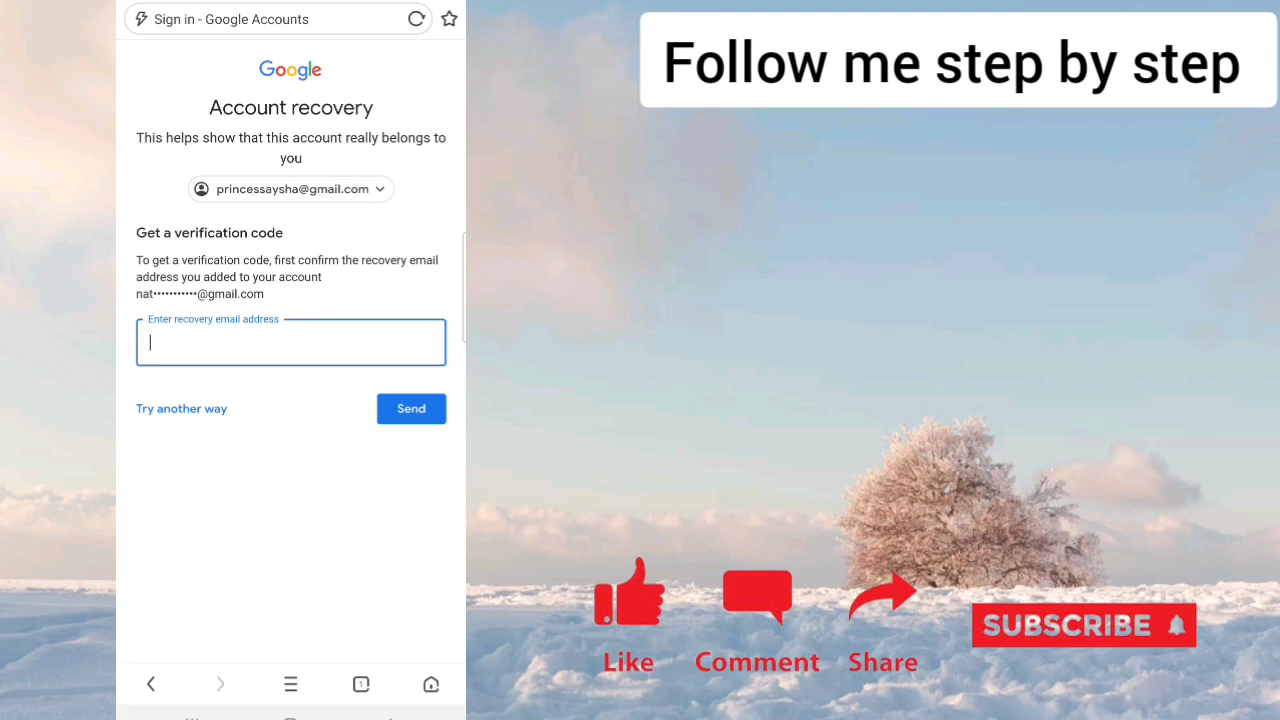 Sign in - Google Accounts
Google
Account recovery
This helps show that this account really belongs to
you
princessaysha@gmail.com
Get a verification code
To get a verification code, first confirm the recovery email
address you added to your account
nat•••••••••••@gmail.com
Enter recovery email address
Try another way
Send
1
Follow me step by step
Like
Comment
Share
SUBSCRIBE